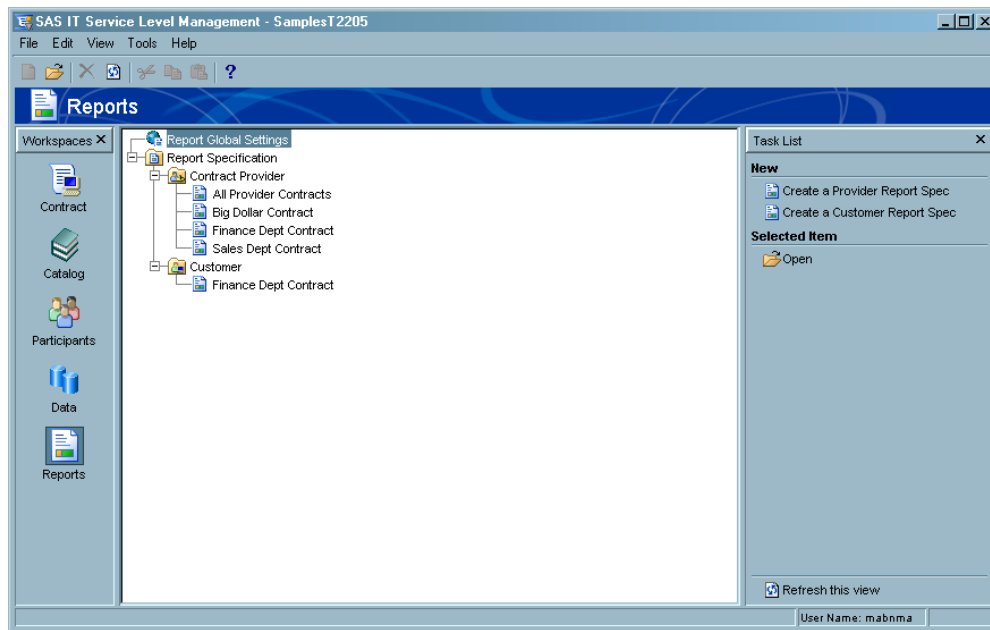 SAS IT Service Level Management - SamplesT2205
File Edit View Tools Help
?
Reports
Workspaces X
Contract
Catalog
Participants
Data
Reports
Report Global Settings
Report Specification
Contract Provider
All Provider Contracts
Big Dollar Contract
Finance Dept Contract
Sales Dept Contract
Customer
Finance Dept Contract
Task List X
New
Create a Provider Report Spec
Create a Customer Report Spec
Selected Item
Open
Refresh this view
User Name: mabnma